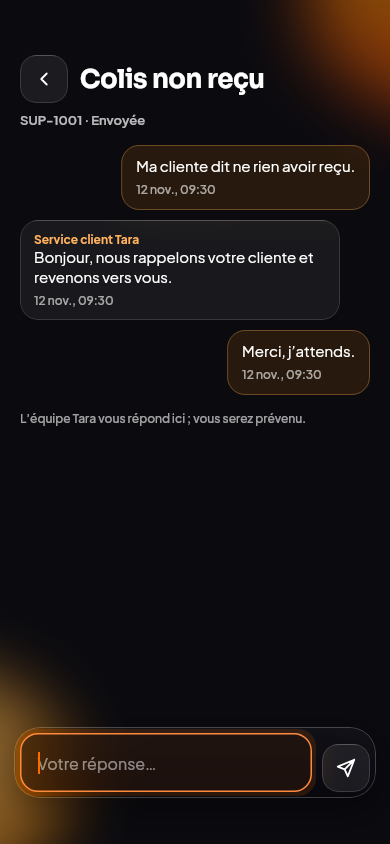 Colis non reçu
SUP-1001 · Envoyée
Ma cliente dit ne rien avoir reçu.
12 nov., 09:30
Service client Tara
Bonjour, nous rappelons votre cliente et
revenons vers vous.
12 nov., 09:30
Merci, j’attends.
12 nov., 09:30
L’équipe Tara vous répond ici ; vous serez prévenu.
Votre réponse…